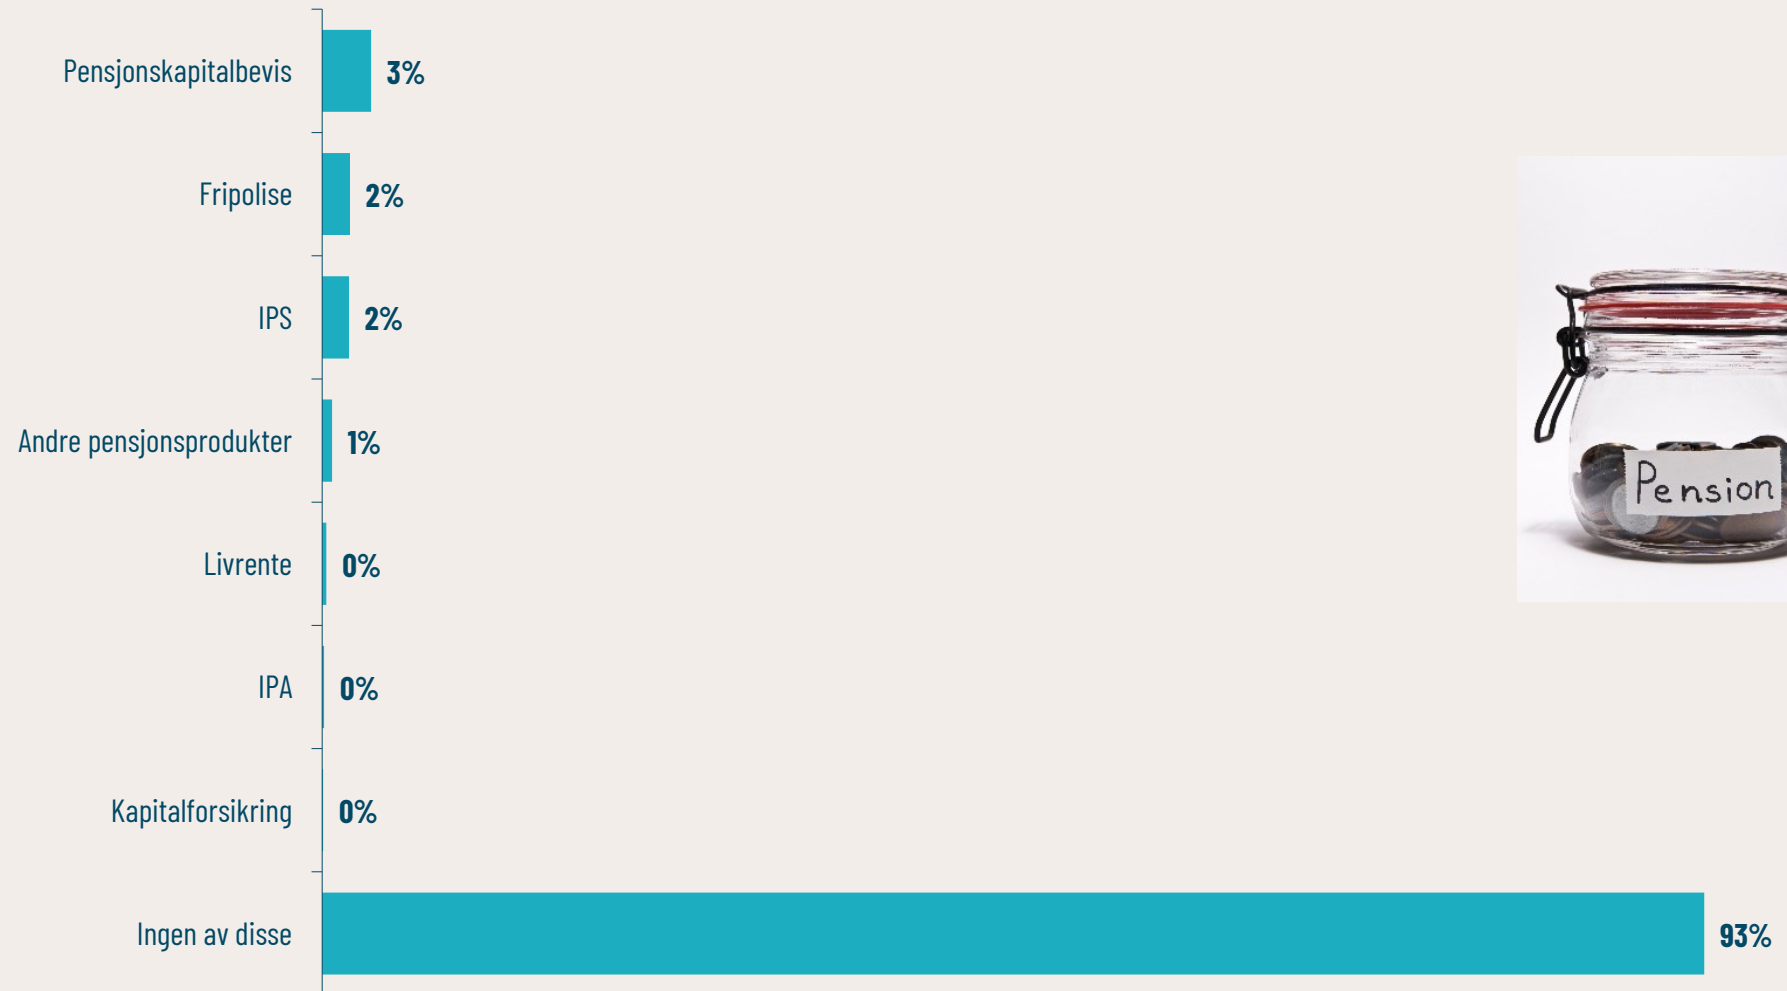 Pensjonskapitalbevis 3%
Fripolise 2%
IPS 2%
Andre pensjonsprodukter 1%
Livrente 0%
IPA 0%
Kapitalforsikring 0%
Ingen av disse 93%
Pension